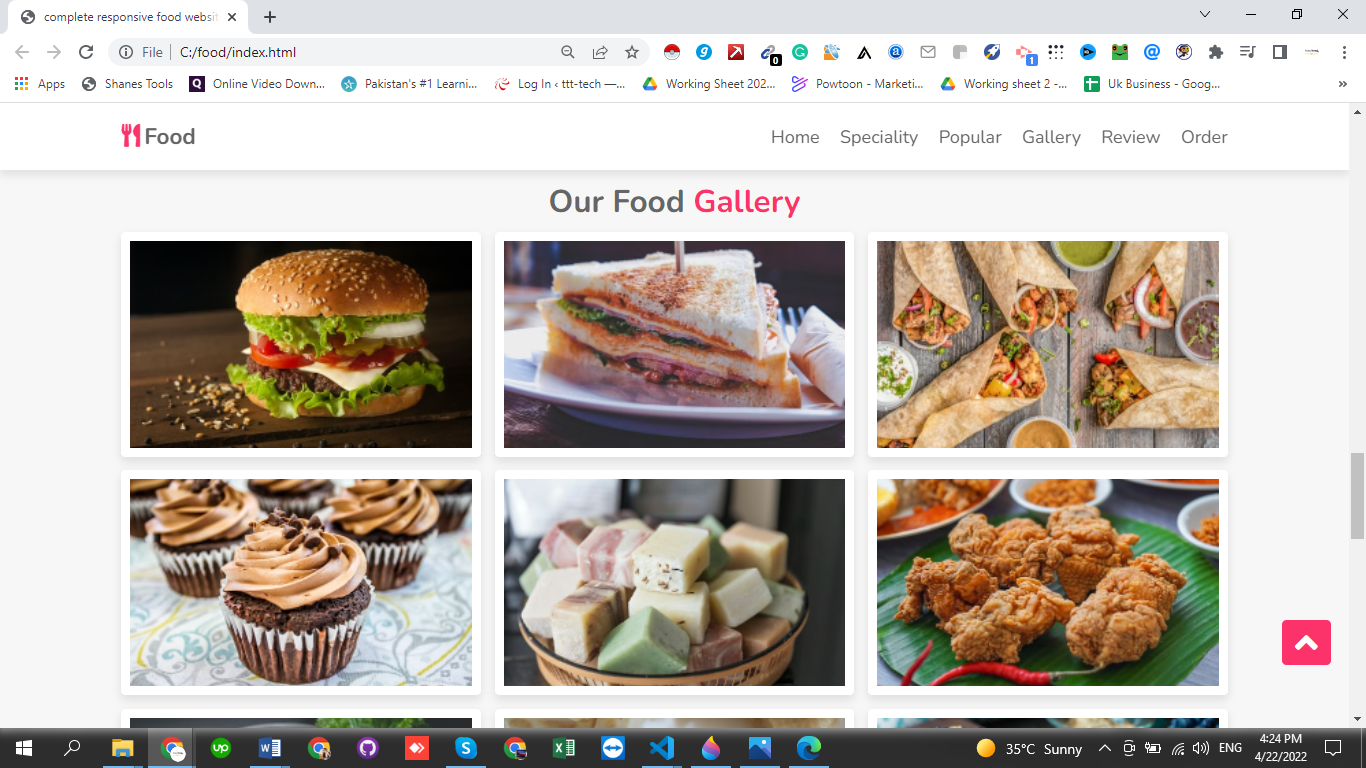 complete responsive food websit
File
C:/food/index.html
0
1
Apps
Shanes Tools
Online Video Down...
Pakistan's #1 Learni...
Log In ‹ ttt-tech —...
Working Sheet 202...
Powtoon - Marketi...
Working sheet 2 -...
Uk Business - Goog...
Food
Home
Speciality
Popular
Gallery
Review
Order
Our Food Gallery
35°C Sunny
ENG
4:24 PM
4/22/2022